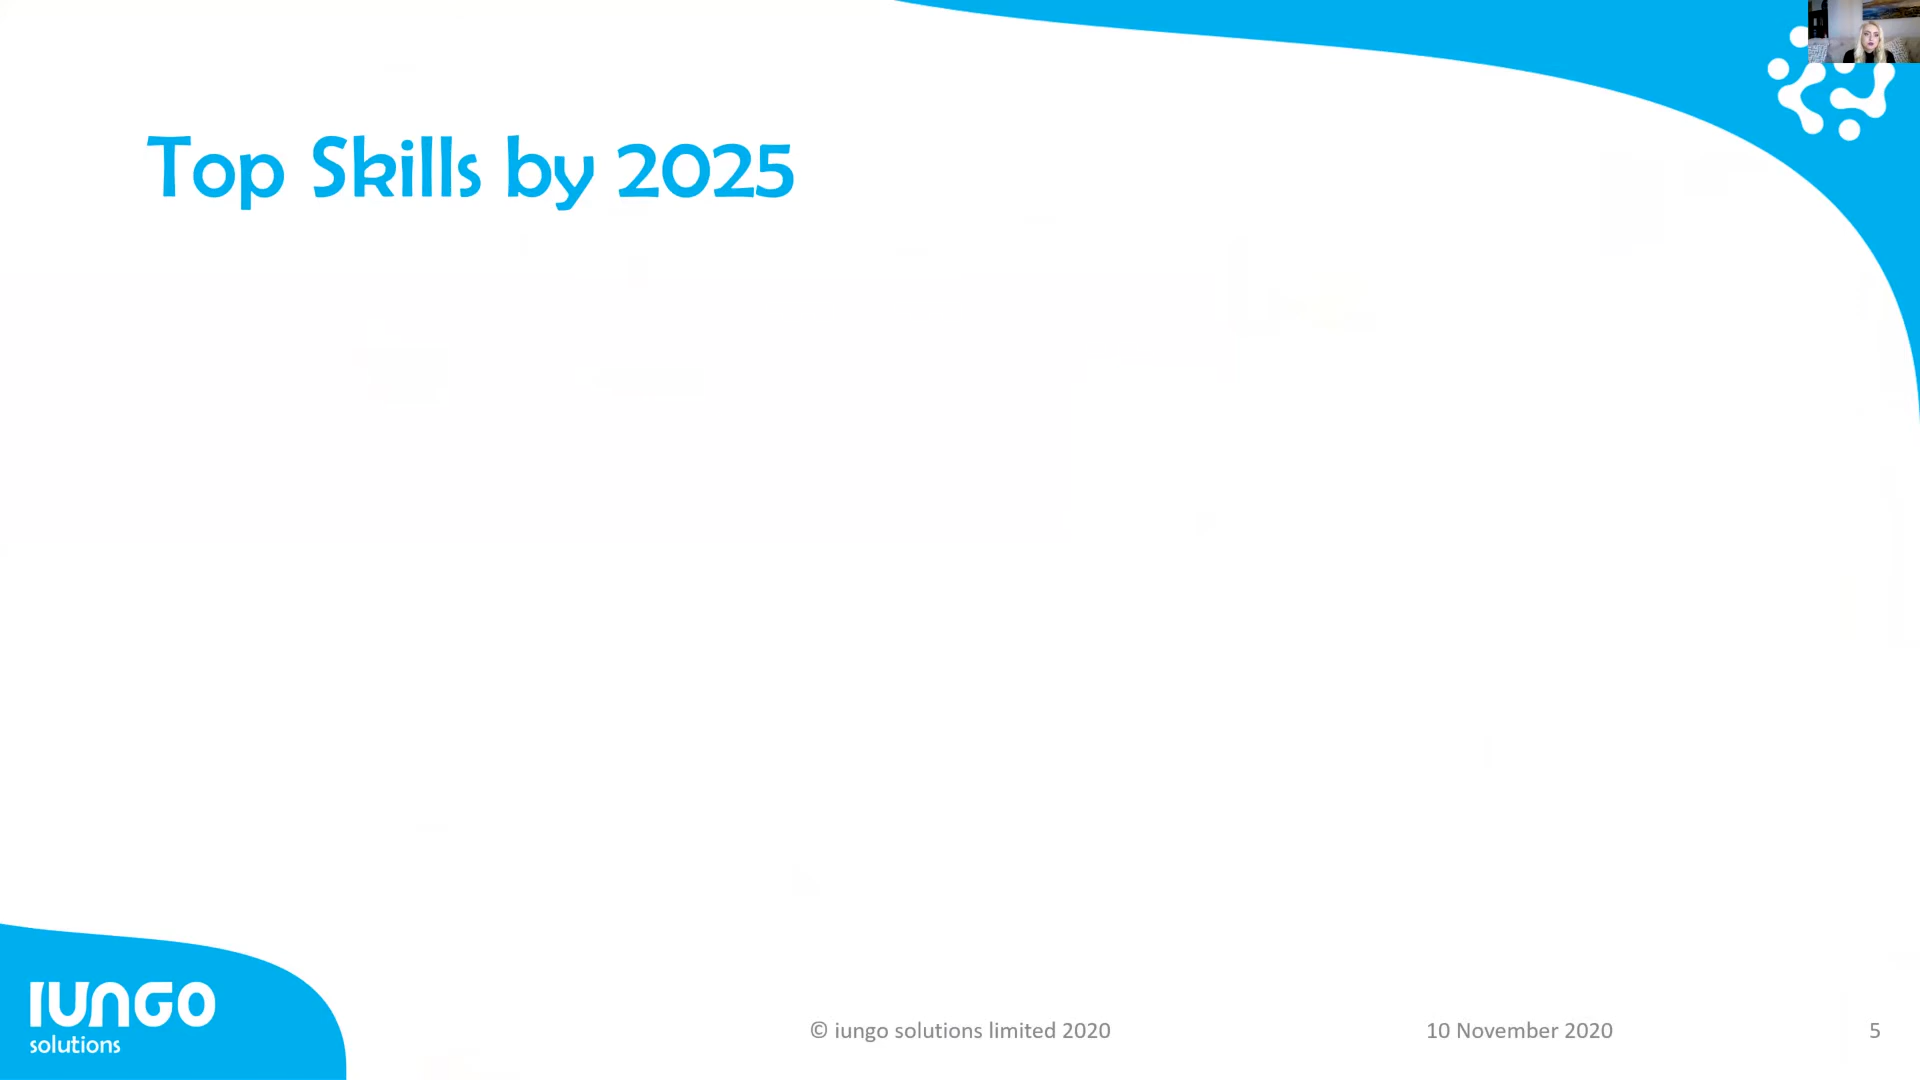 Top Skills by 2025
IUNGO
solutions
© iungo solutions limited 2020
10 November 2020
5